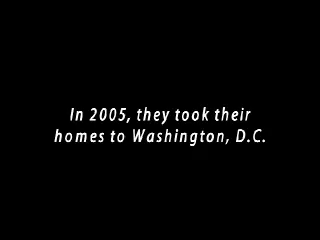 In 2005, they took their
homes to Washington, D.C.